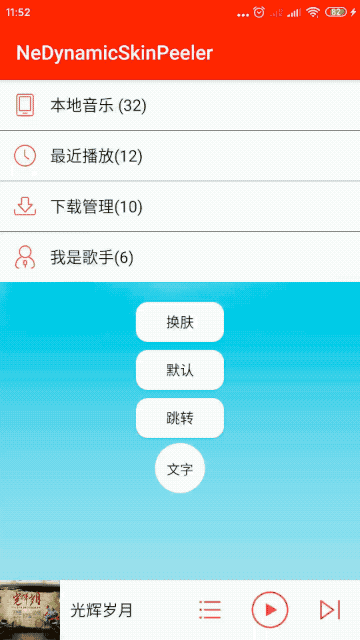 11:52
82
NeDynamicSkinPeeler
本地音乐 (32)
最近播放(12)
下载管理(10)
我是歌手(6)
换肤
默认
跳转
文字
光辉岁月